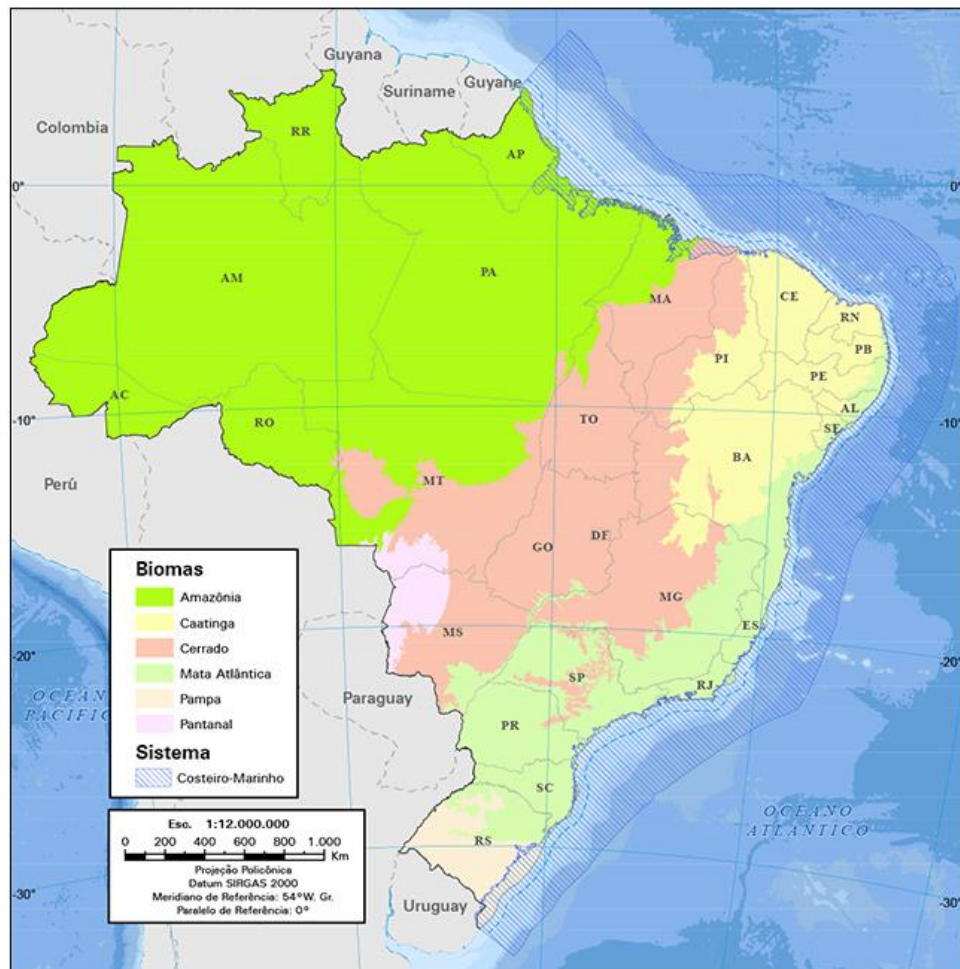 Guyana
Suriname
Guyane
Colombia
RR
AP
0°
0°
AM
PA
MA
CE
RN
PB
PI
PE
AC
AL
-10°
-10°
RO
TO
SE
BA
Perú
MT
GO
DF
MG
MS
ES
-20°
-20°
SP
RJ
OCEANO
PACÍFICO
Paraguay
PR
SC
OCEANO
ATLÂNTICO
RS
-30°
-30°
Uruguay
Biomas
Amazônia
Caatinga
Cerrado
Mata Atlântica
Pampa
Pantanal
Sistema
Costeiro-Marinho
Esc. 1:12.000.000
0 200 400 600 800 1.000
Km
Projeção Policônica
Datum SIRGAS 2000
Meridiano de Referência: 54°W. Gr.
Paralelo de Referência: 0°